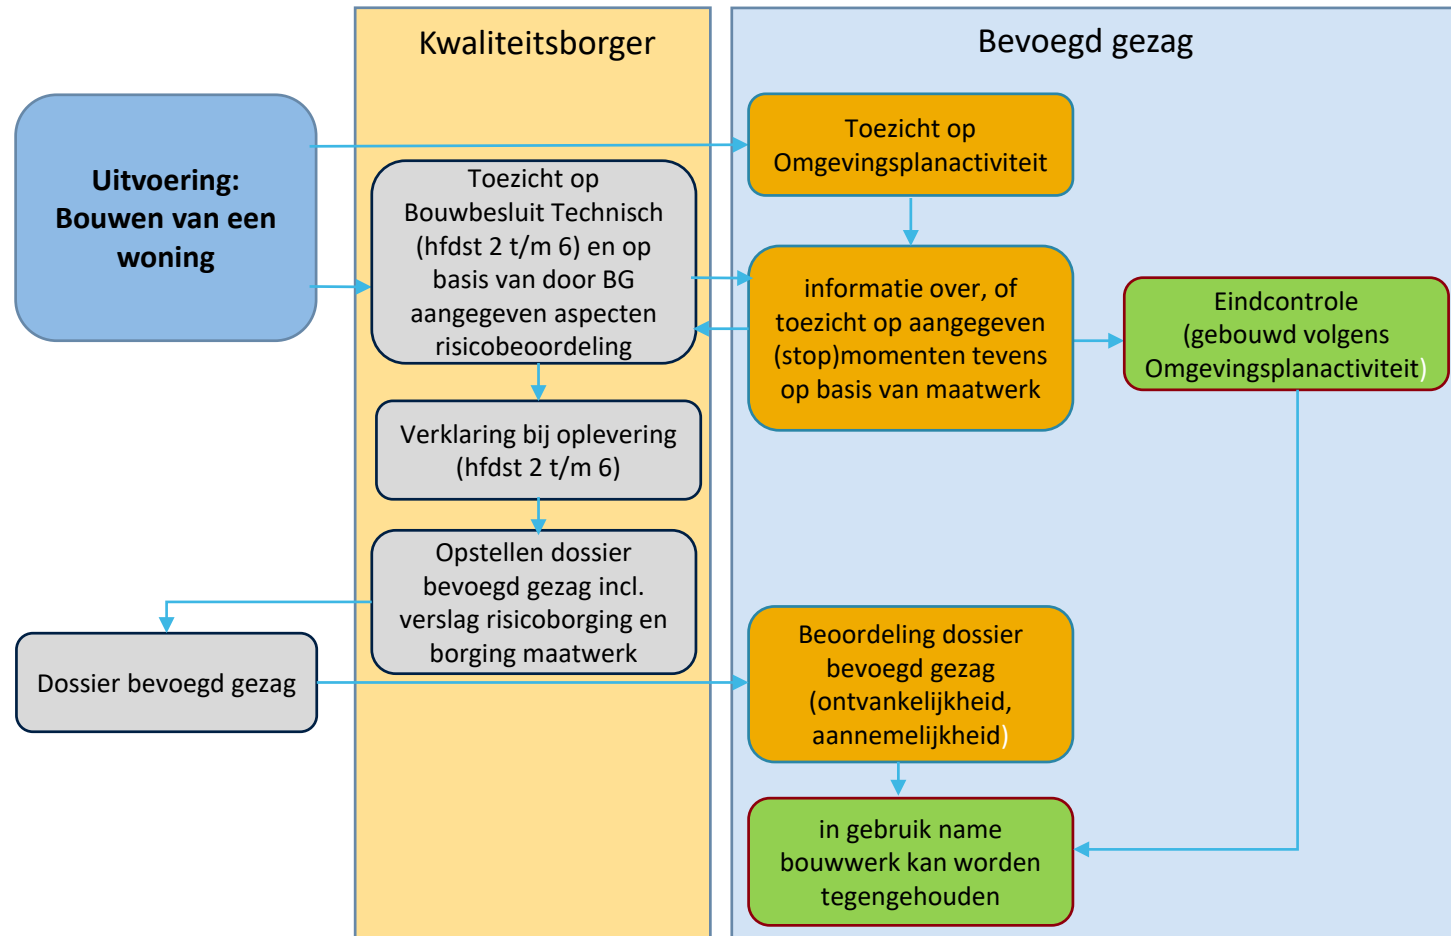 Kwaliteitsborger
Bevoegd gezag
Uitvoering:
Bouwen van een
woning
Toezicht op
Omgevingsplanactiviteit
Toezicht op
Bouwbesluit Technisch
(hfdst 2 t/m 6) en op
basis van door BG
aangegeven aspecten
risicobeoordeling
informatie over, of
toezicht op aangegeven
(stop)momenten tevens
op basis van maatwerk
Eindcontrole
(gebouwd volgens
Omgevingsplanactiviteit)
Verklaring bij oplevering
(hfdst 2 t/m 6)
Opstellen dossier
bevoegd gezag incl.
verslag risicoborging en
borging maatwerk
Dossier bevoegd gezag
Beoordeling dossier
bevoegd gezag
(ontvankelijkheid,
aannemelijkheid)
in gebruik name
bouwwerk kan worden
tegengehouden